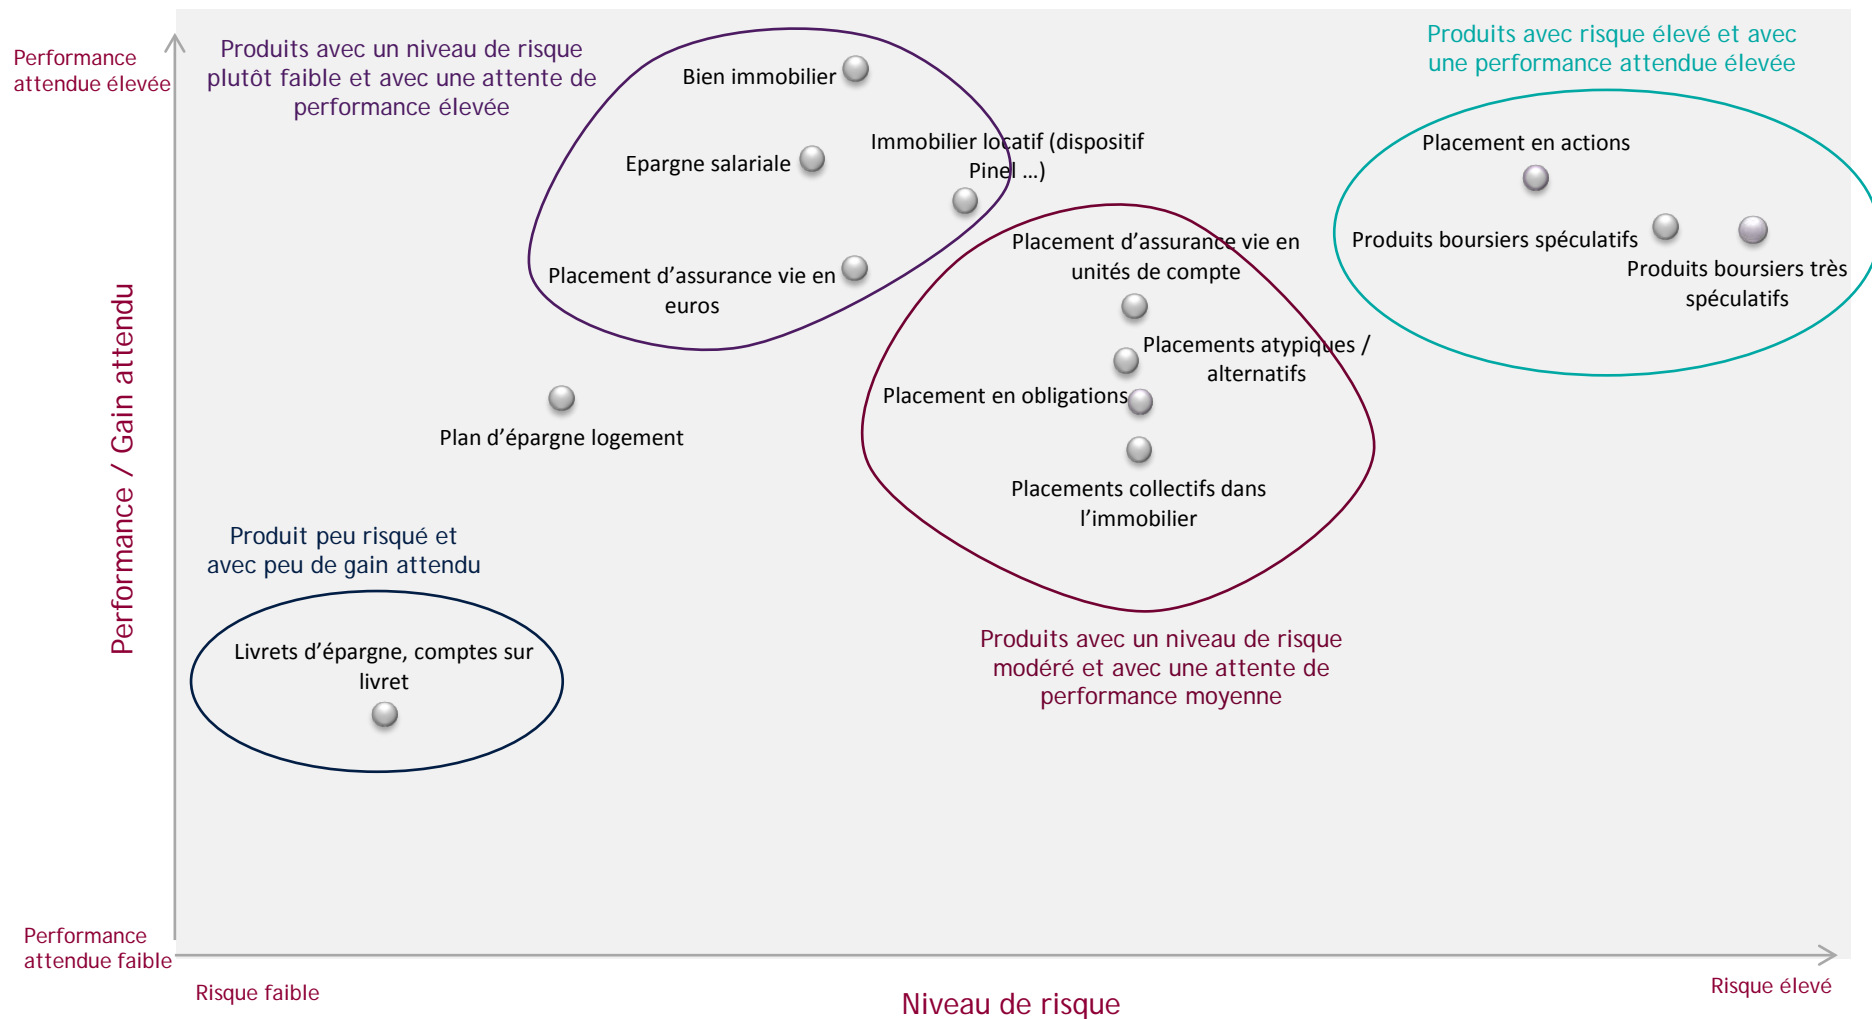 Performance
attendue élevée
Produits avec un niveau de risque
plutôt faible et avec une attente de
performance élevée
Bien immobilier
Epargne salariale
Immobilier locatif (dispositif
Pinel ...)
Placement d’assurance vie en
euros
Produits avec risque élevé et avec
une performance attendue élevée
Placement en actions
Produits boursiers spéculatifs
Produits boursiers très
spéculatifs
Placement d’assurance vie en
unités de compte
Placements atypiques /
alternatifs
Placement en obligations
Placements collectifs dans
l’immobilier
Plan d’épargne logement
Performance / Gain attendu
Produit peu risqué et
avec peu de gain attendu
Livrets d’épargne, comptes sur
livret
Produits avec un niveau de risque
modéré et avec une attente de
performance moyenne
Performance
attendue faible
Risque faible
Niveau de risque
Risque élevé